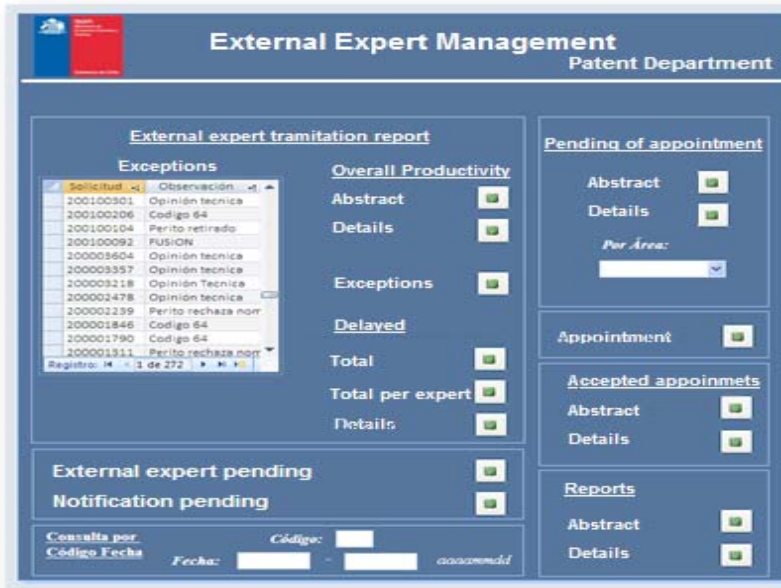 External Expert Management
Patent Department
External expert tramitation report
Exceptions
Solicitud Observación
200100301 Opinión tecnica
200100206 Codigo 64
200100104 Perito retirado
200100092 FUSION
200003604 Opinión tecnica
200003357 Opinión tecnica
200003218 Opinión Tecnica
200002478 Opinión tecnica
200002239 Perito rechaza nom
200001846 Codigo 64
200001790 Codigo 64
200001511 Perito rechaza nom
Registro: 1 de 272
Overall Productivity
Abstract
Details
Exceptions
Delayed
Total
Total per expert
Details
External expert pending
Notification pending
Consulta por
Código Fecha
Código:
Fecha: - aaaammdd
Pending of appointment
Abstract
Details
Por Área:
Appointment
Accepted appoinmets
Abstract
Details
Reports
Abstract
Details